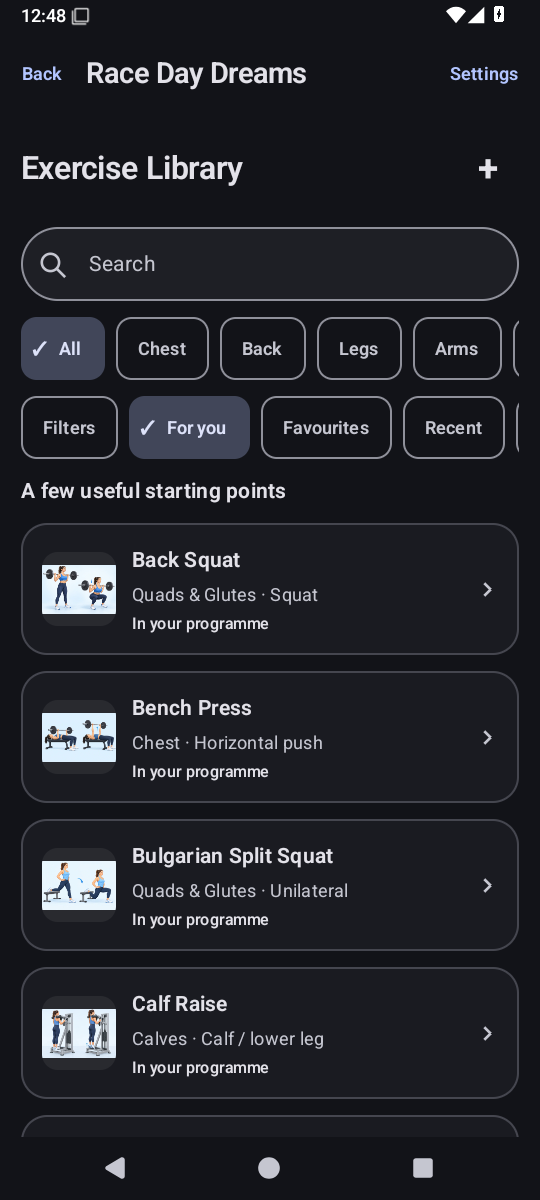 12:48
Back Race Day Dreams Settings
Exercise Library +
Search
✓ All Chest Back Legs Arms
Filters ✓ For you Favourites Recent
A few useful starting points
Back Squat
Quads & Glutes · Squat
In your programme
Bench Press
Chest · Horizontal push
In your programme
Bulgarian Split Squat
Quads & Glutes · Unilateral
In your programme
Calf Raise
Calves · Calf / lower leg
In your programme